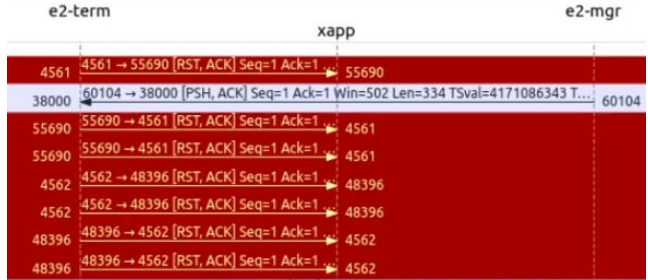 e2-term e2-mgr
xapp
4561 4561 → 55690 [RST, ACK] Seq=1 Ack=1 ... 55690
38000 60104 → 38000 [PSH, ACK] Seq=1 Ack=1 Win=502 Len=334 TSval=4171086343 T... 60104
55690 55690 → 4561 [RST, ACK] Seq=1 Ack=1 ... 4561
55690 55690 → 4561 [RST, ACK] Seq=1 Ack=1 ... 4561
4562 4562 → 48396 [RST, ACK] Seq=1 Ack=1 ... 48396
4562 4562 → 48396 [RST, ACK] Seq=1 Ack=1 ... 48396
48396 48396 → 4562 [RST, ACK] Seq=1 Ack=1 ... 4562
48396 48396 → 4562 [RST, ACK] Seq=1 Ack=1 ... 4562